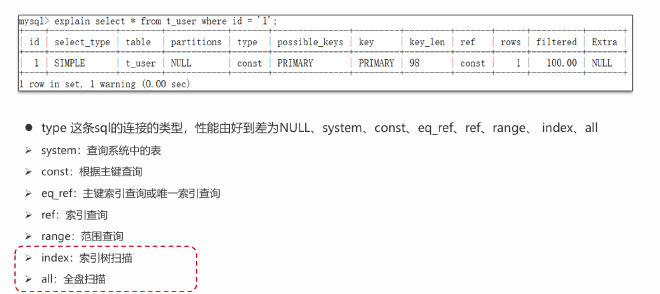 mysql> explain select * from t_user where id = '1';
| id | select_type | table | partitions | type | possible_keys | key | key_len | ref | rows | filtered | Extra |
| 1 | SIMPLE | t_user | NULL | const | PRIMARY | PRIMARY | 98 | const | 1 | 100.00 | NULL |
1 row in set, 1 warning (0.00 sec)
● type 这条sql的连接的类型，性能由好到差为NULL、system、const、eq_ref、ref、range、 index、all
➢ system：查询系统中的表
➢ const：根据主键查询
➢ eq_ref：主键索引查询或唯一索引查询
➢ ref：索引查询
➢ range：范围查询
➢ index：索引树扫描
➢ all：全盘扫描